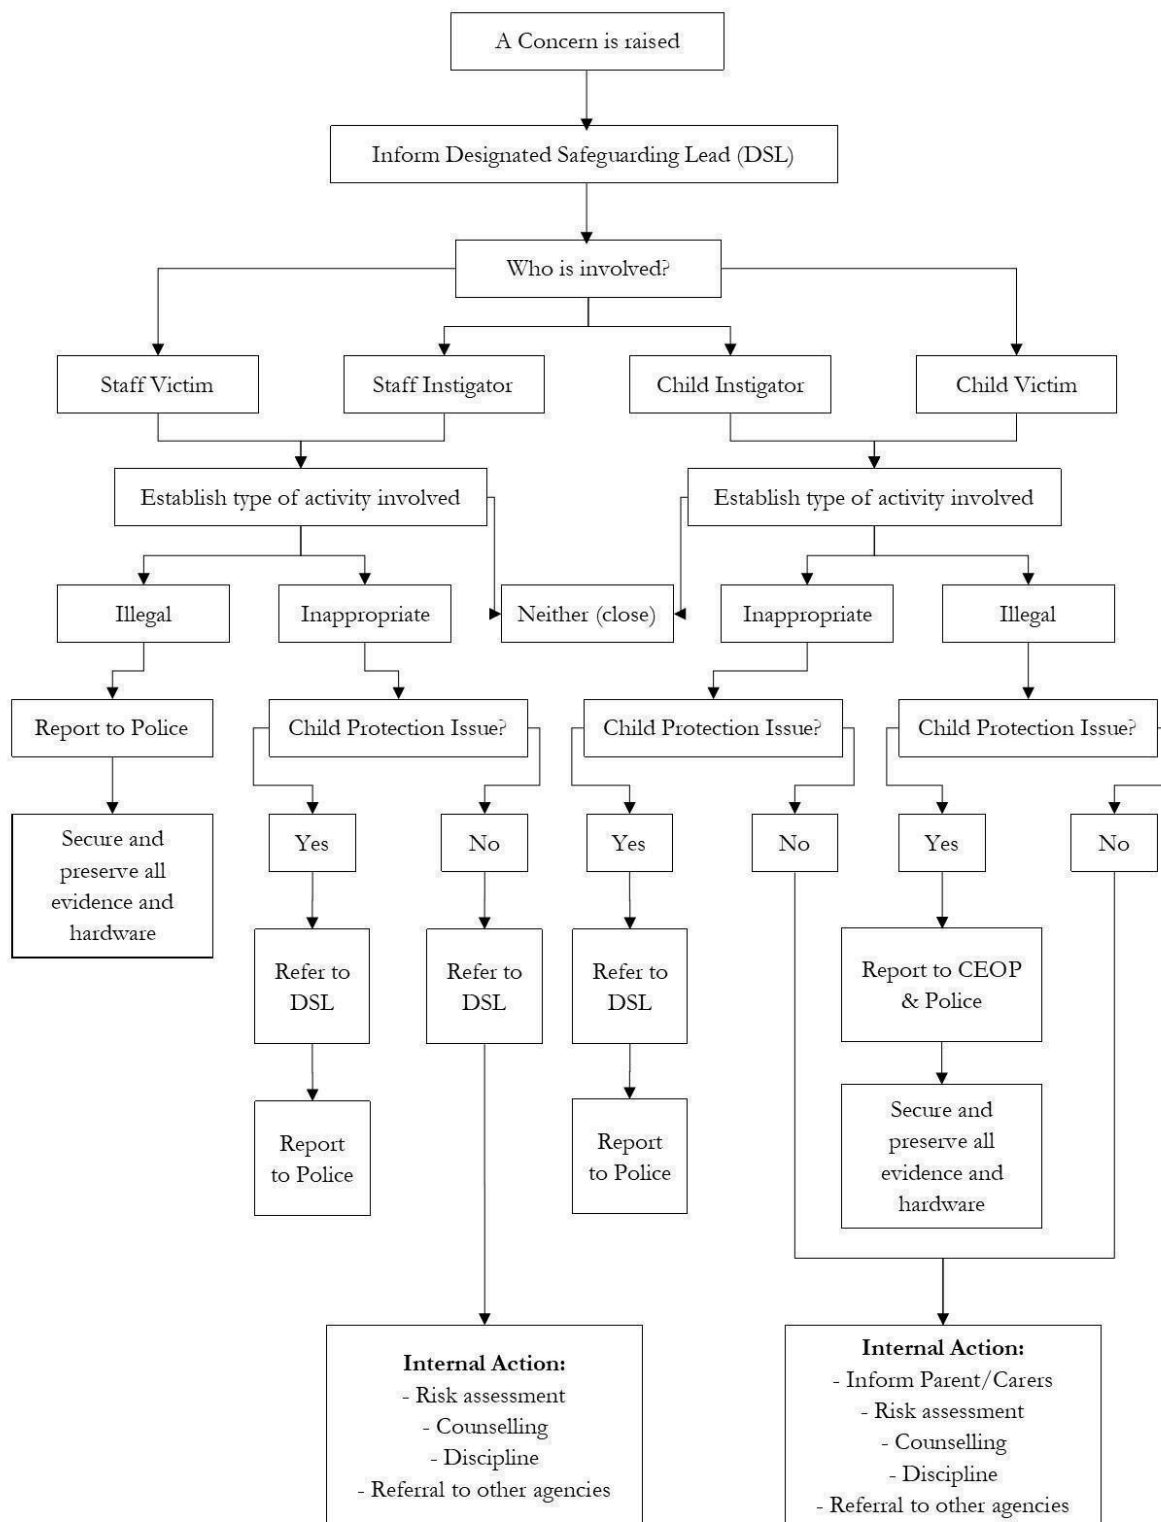 A Concern is raised
Inform Designated Safeguarding Lead (DSL)
Who is involved?
Staff Victim
Staff Instigator
Child Instigator
Child Victim
Establish type of activity involved
Establish type of activity involved
Illegal
Inappropriate
Neither (close)
Inappropriate
Illegal
Report to Police
Child Protection Issue?
Child Protection Issue?
Child Protection Issue?
Secure and
preserve all
evidence and
hardware
Yes
No
Yes
No
Yes
No
Refer to
DSL
Refer to
DSL
Refer to
DSL
Report to CEOP
& Police
Report
to Police
Report
to Police
Secure and
preserve all
evidence and
hardware
Internal Action:
- Risk assessment
- Counselling
- Discipline
- Referral to other agencies
Internal Action:
- Inform Parent/Carers
- Risk assessment
- Counselling
- Discipline
- Referral to other agencies